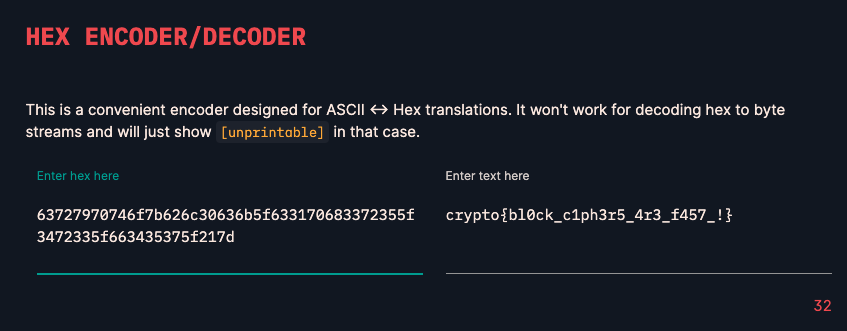 HEX ENCODER/DECODER
This is a convenient encoder designed for ASCII ↔ Hex translations. It won't work for decoding hex to byte
streams and will just show [unprintable] in that case.
Enter hex here
Enter text here
63727970746f7b626c30636b5f633170683372355f
3472335f663435375f217d
crypto{bl0ck_c1ph3r5_4r3_f457_!}
32